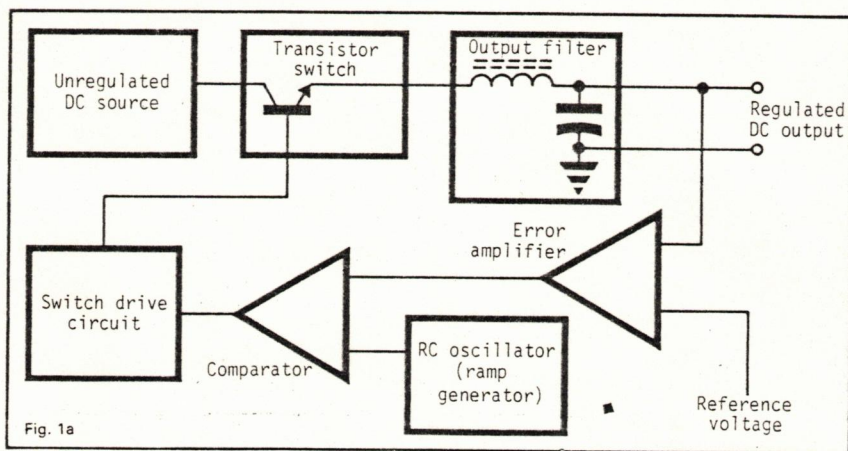 Unregulated
DC source
Transistor
switch
Output filter
Regulated
DC output
Error
amplifier
Switch drive
circuit
Comparator
RC oscillator
(ramp
generator)
Reference
voltage
Fig. 1a